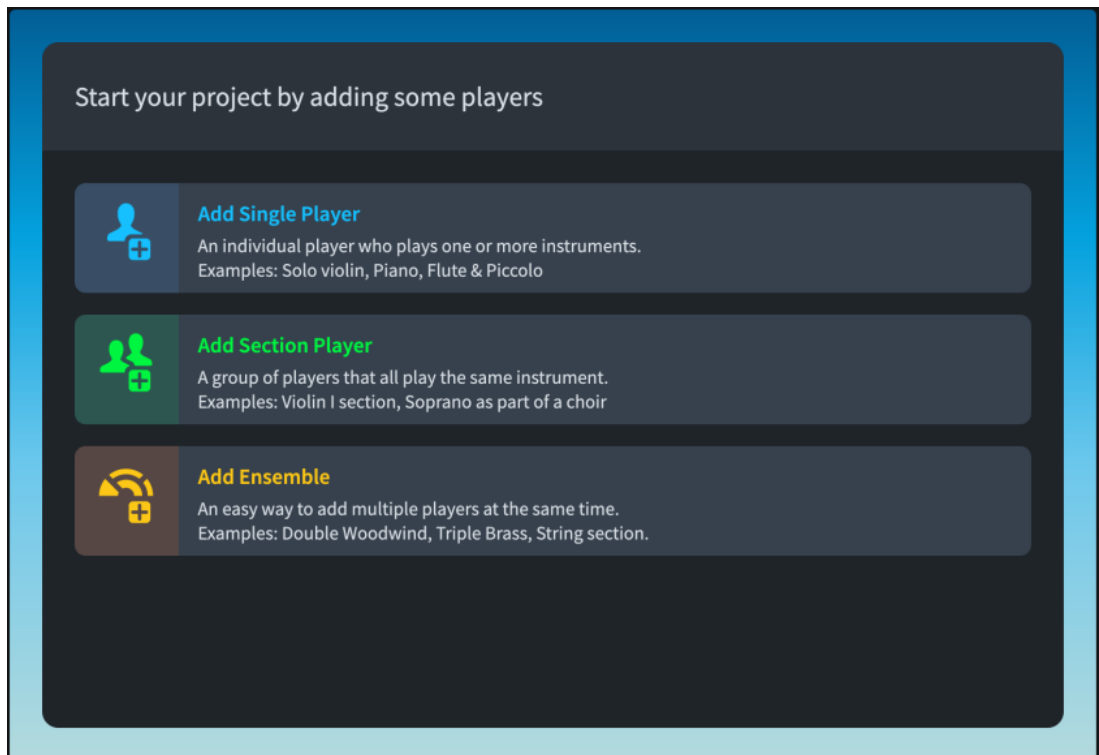 Start your project by adding some players
Add Single Player
An individual player who plays one or more instruments.
Examples: Solo violin, Piano, Flute & Piccolo
Add Section Player
A group of players that all play the same instrument.
Examples: Violin I section, Soprano as part of a choir
Add Ensemble
An easy way to add multiple players at the same time.
Examples: Double Woodwind, Triple Brass, String section.